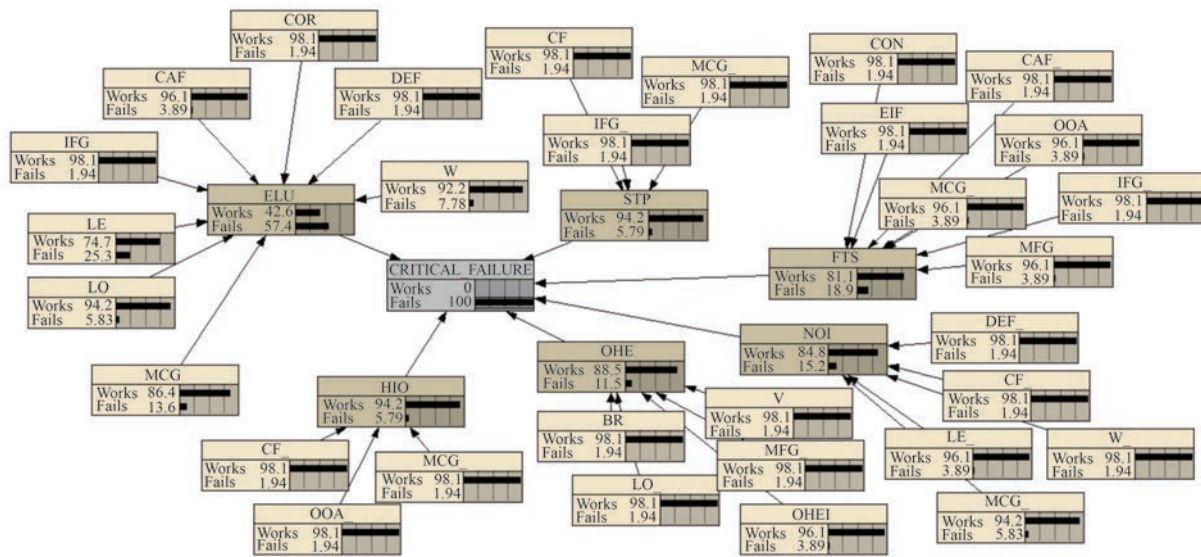 COR
Works 98.1
Fails 1.94
CAF
Works 96.1
Fails 3.89
DEF
Works 98.1
Fails 1.94
IFG
Works 98.1
Fails 1.94
W
Works 92.2
Fails 7.78
ELU
Works 42.6
Fails 57.4
LE
Works 74.7
Fails 25.3
LO
Works 94.2
Fails 5.83
MCG
Works 86.4
Fails 13.6
CF
Works 98.1
Fails 1.94
MCG_
Works 98.1
Fails 1.94
IFG_
Works 98.1
Fails 1.94
STP
Works 94.2
Fails 5.79
CON
Works 98.1
Fails 1.94
CAF_
Works 98.1
Fails 1.94
EIF
Works 98.1
Fails 1.94
OOA
Works 96.1
Fails 3.89
MCG_
Works 96.1
Fails 3.89
IFG_
Works 98.1
Fails 1.94
MFG
Works 96.1
Fails 3.89
FTS
Works 81.1
Fails 18.9
CRITICAL_FAILURE
Works 0
Fails 100
NOI
Works 84.8
Fails 15.2
DEF_
Works 98.1
Fails 1.94
CF_
Works 98.1
Fails 1.94
LE_
Works 96.1
Fails 3.89
W_
Works 98.1
Fails 1.94
MCG_
Works 94.2
Fails 5.83
OHE
Works 88.5
Fails 11.5
V
Works 98.1
Fails 1.94
BR
Works 98.1
Fails 1.94
MFG_
Works 98.1
Fails 1.94
LO_
Works 98.1
Fails 1.94
OHEI
Works 96.1
Fails 3.89
HIO
Works 94.2
Fails 5.79
CF_
Works 98.1
Fails 1.94
MCG_
Works 98.1
Fails 1.94
OOA_
Works 98.1
Fails 1.94